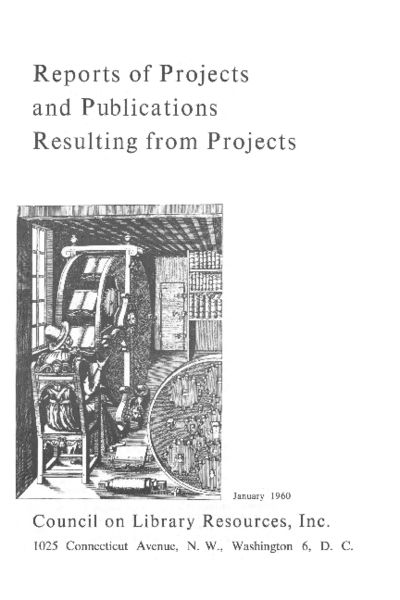 Reports of Projects
and Publications
Resulting from Projects
January 1960
Council on Library Resources, Inc.
1025 Connecticut Avenue, N. W., Washington 6, D. C.